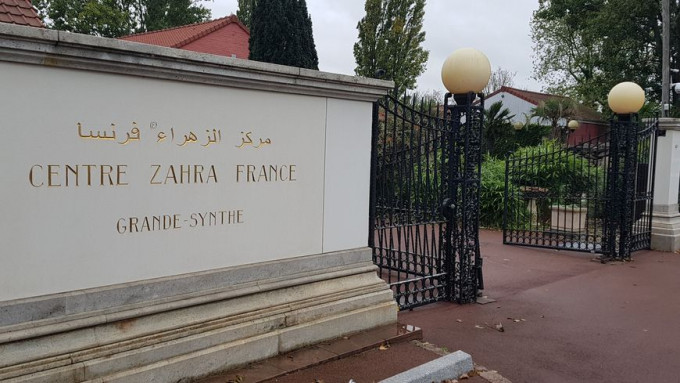 مركز الزهراء فرنسا
CENTRE ZAHRA FRANCE
GRANDE-SYNTHE